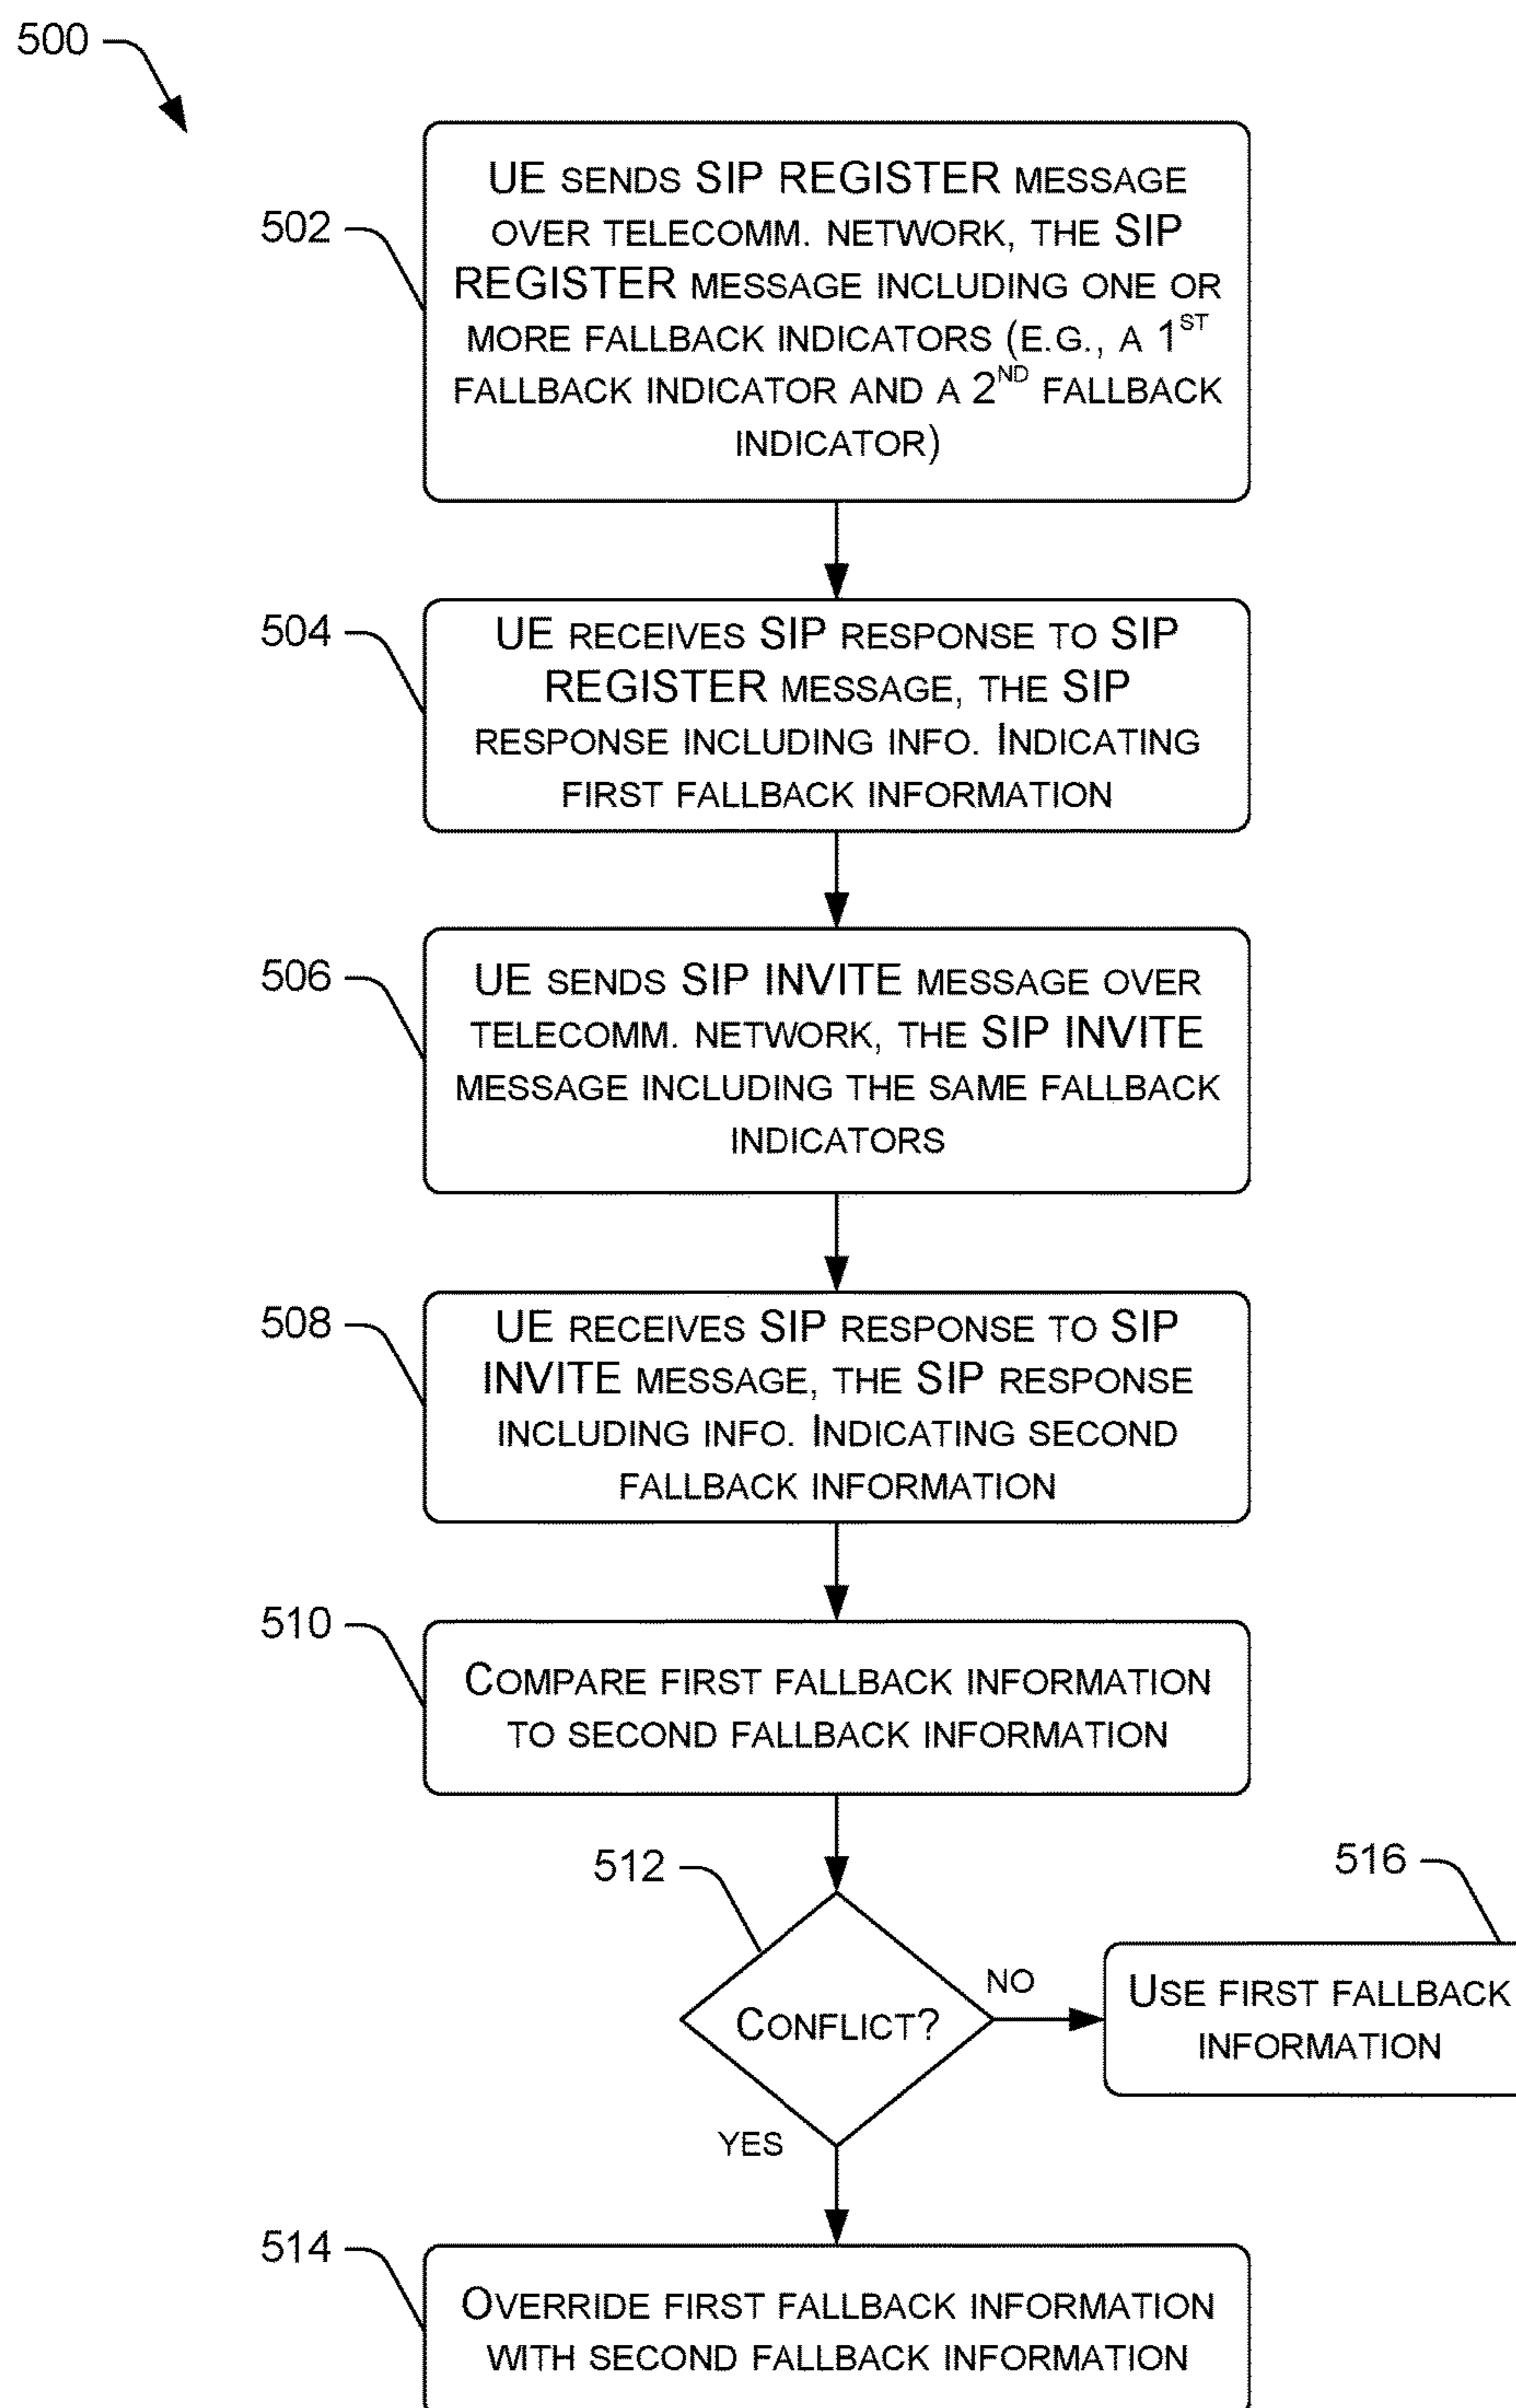 500
502
UE SENDS SIP REGISTER MESSAGE
OVER TELECOMM. NETWORK, THE SIP
REGISTER MESSAGE INCLUDING ONE OR
MORE FALLBACK INDICATORS (E.G., A 1ST
FALLBACK INDICATOR AND A 2ND FALLBACK
INDICATOR)
504
UE RECEIVES SIP RESPONSE TO SIP
REGISTER MESSAGE, THE SIP
RESPONSE INCLUDING INFO. INDICATING
FIRST FALLBACK INFORMATION
506
UE SENDS SIP INVITE MESSAGE OVER
TELECOMM. NETWORK, THE SIP INVITE
MESSAGE INCLUDING THE SAME FALLBACK
INDICATORS
508
UE RECEIVES SIP RESPONSE TO SIP
INVITE MESSAGE, THE SIP RESPONSE
INCLUDING INFO. INDICATING SECOND
FALLBACK INFORMATION
510
COMPARE FIRST FALLBACK INFORMATION
TO SECOND FALLBACK INFORMATION
512
CONFLICT?
NO
516
USE FIRST FALLBACK
INFORMATION
YES
514
OVERRIDE FIRST FALLBACK INFORMATION
WITH SECOND FALLBACK INFORMATION